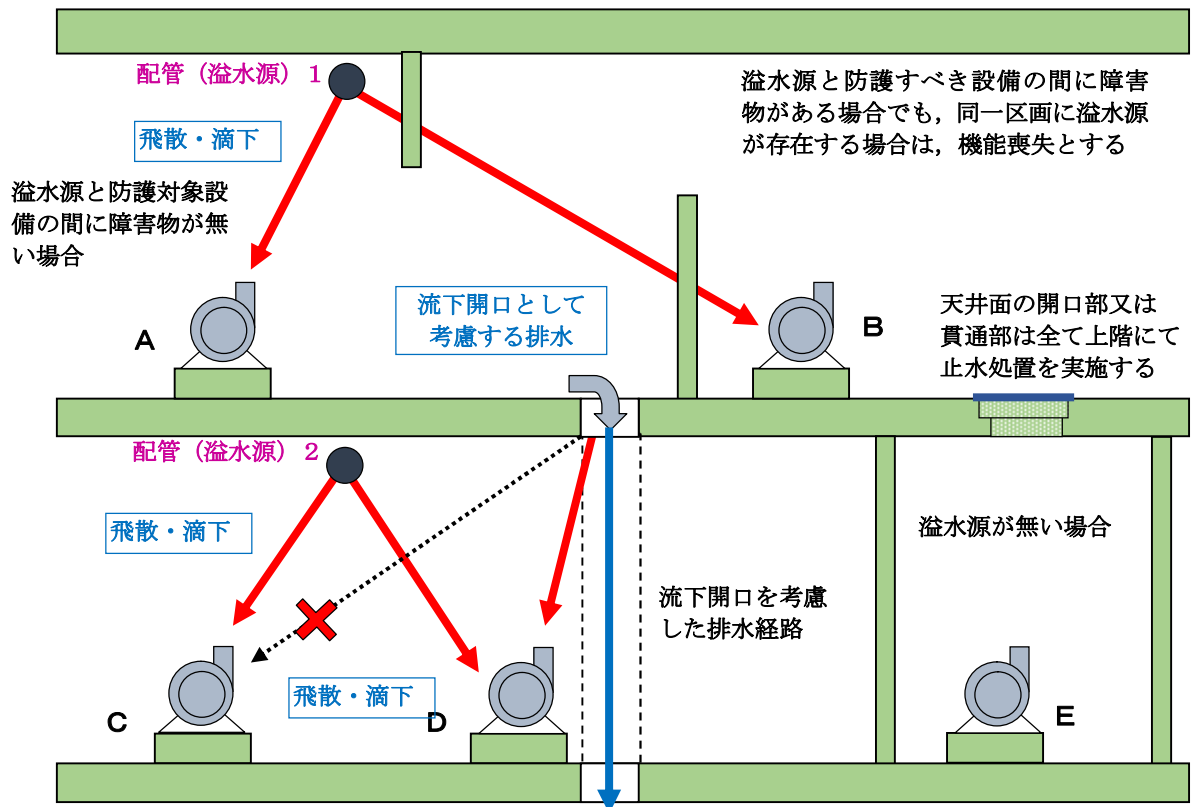 配管（溢水源）１
飛散・滴下
溢水源と防護対象設
備の間に障害物が無
い場合
溢水源と防護すべき設備の間に障害
物がある場合でも，同一区画に溢水源
が存在する場合は，機能喪失とする
A
流下開口として
考慮する排水
B
天井面の開口部又は
貫通部は全て上階にて
止水処置を実施する
配管（溢水源）２
飛散・滴下
溢水源が無い場合
流下開口を考慮
した排水経路
C
飛散・滴下
D
E